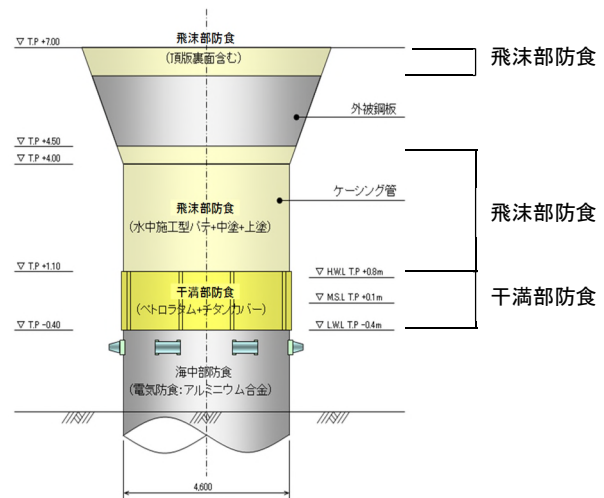 飛沫部防食
▽ T.P +7.00
(頂版裏面含む)
飛沫部防食
外被鋼板
▽ T.P +4.50
▽ T.P +4.00
ケーシング管
飛沫部防食
(水中施工型パテ+中塗+上塗)
飛沫部防食
▽ T.P +1.10
▽ H.W.L T.P +0.8m
干満部防食
(ペトロラタム+チタンカバー)
▽ M.S.L T.P +0.1m
干満部防食
▽ T.P -0.40
▽ L.W.L T.P -0.4m
海中部防食
(電気防食:アルミニウム合金)
4,600